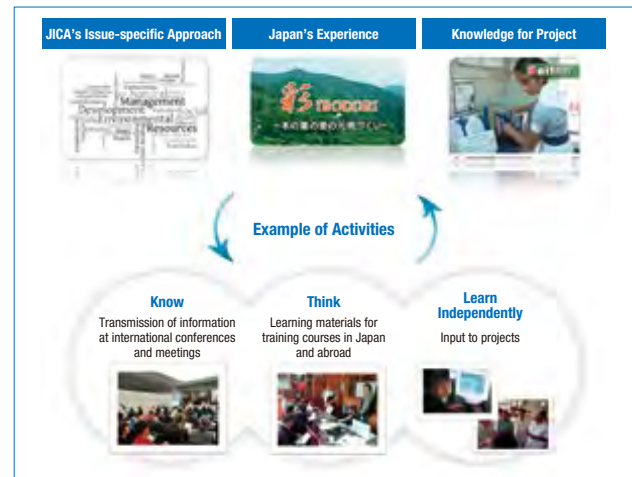 JICA's Issue-specific Approach
Japan's Experience
Knowledge for Project
Management
Development
Environmental
Resources
彩 IRODORI
Example of Activities
Know
Transmission of information
at international conferences
and meetings
Think
Learning materials for
training courses in Japan
and abroad
Learn
Independently
Input to projects